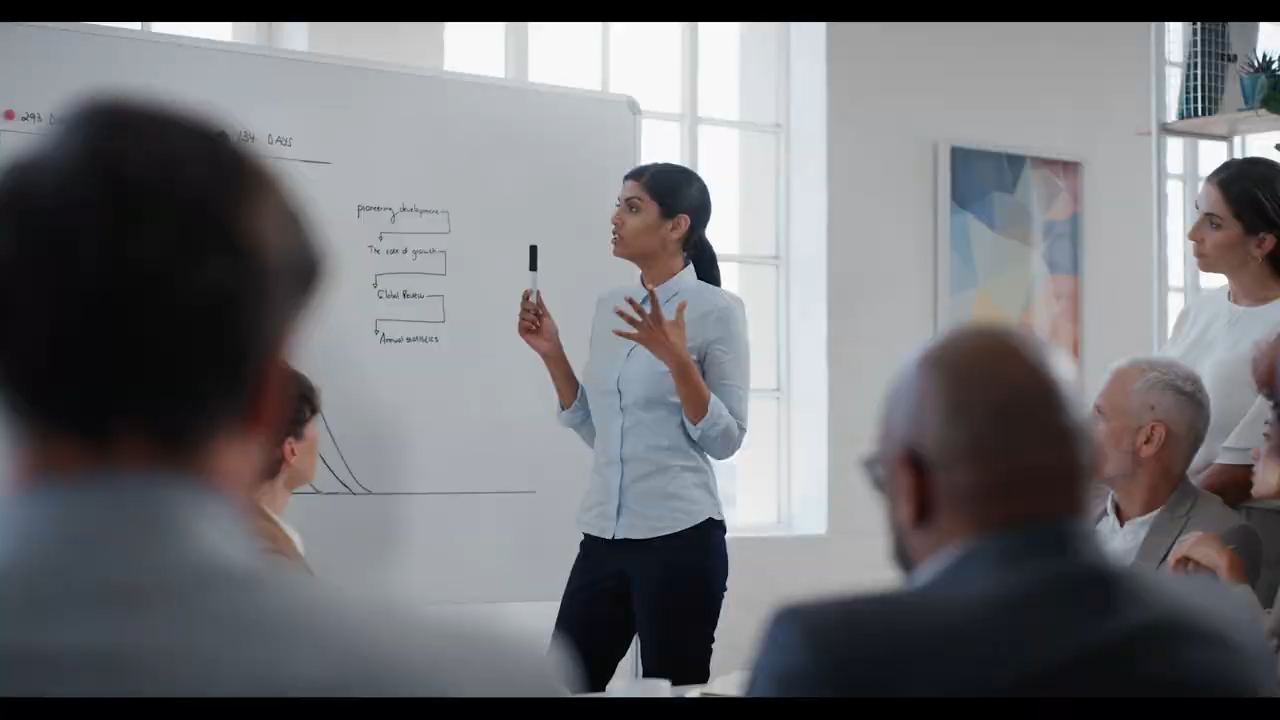 293
134 DAYS
pioneering development
The rate of growth
Global Review
Annual statistics